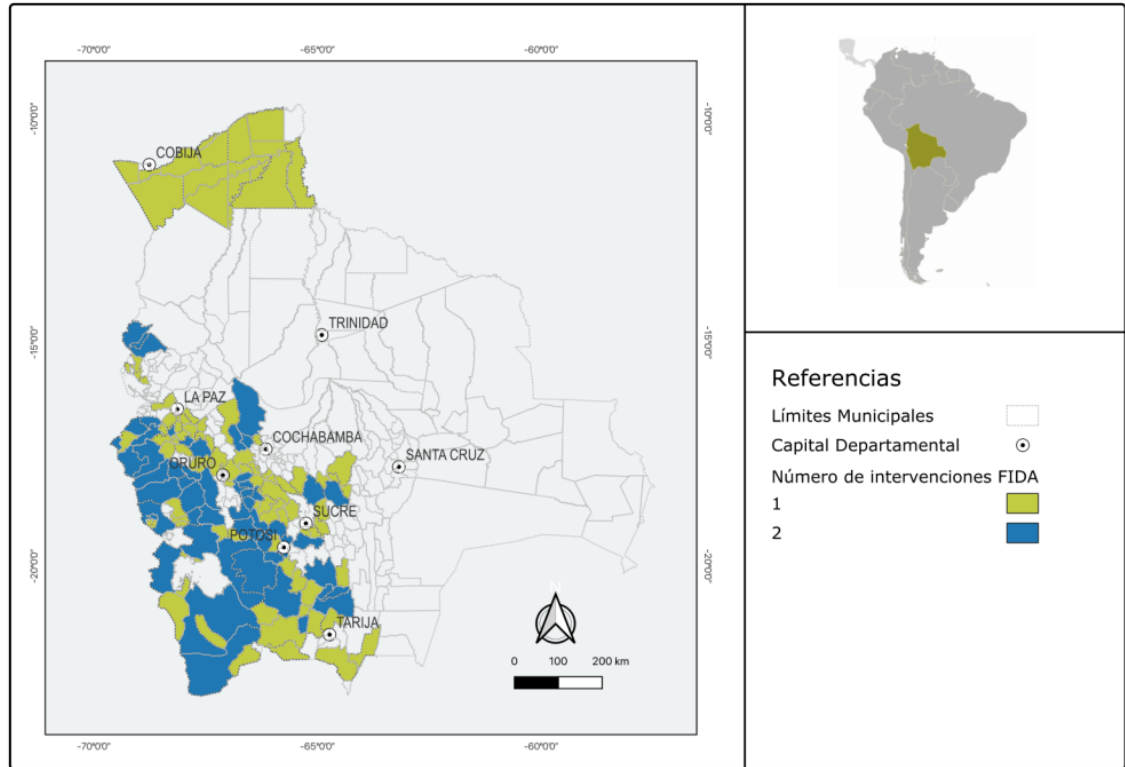 -70°0'0"
-65°0'0"
-60°0'0"
-10°0'0"
-10°0'0"
COBIJA
TRINIDAD
-15°0'0"
-15°0'0"
LA PAZ
COCHABAMBA
SANTA CRUZ
ORURO
SUCRE
POTOSI
-20°0'0"
-20°0'0"
TARIJA
N
0 100 200 km
-70°0'0"
-65°0'0"
-60°0'0"
Referencias
Límites Municipales
Capital Departamental
Número de intervenciones FIDA
1
2